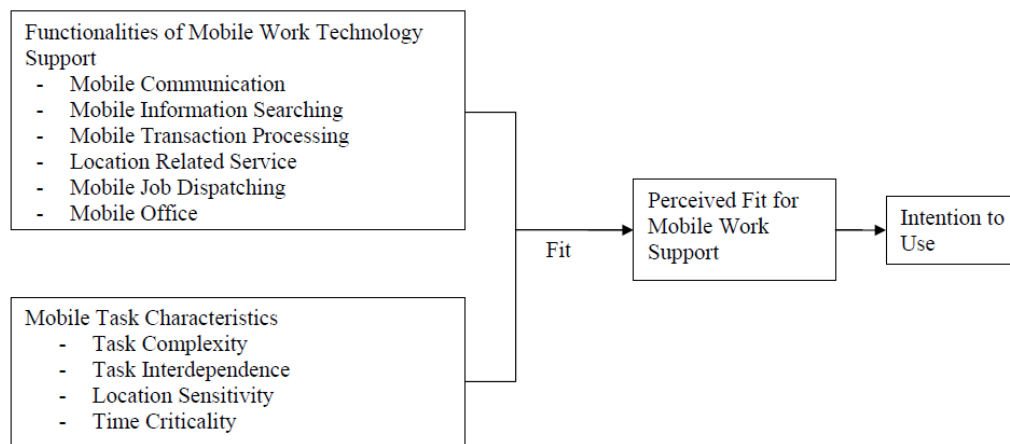 Functionalities of Mobile Work Technology
Support
- Mobile Communication
- Mobile Information Searching
- Mobile Transaction Processing
- Location Related Service
- Mobile Job Dispatching
- Mobile Office
Mobile Task Characteristics
- Task Complexity
- Task Interdependence
- Location Sensitivity
- Time Criticality
Fit
Perceived Fit for
Mobile Work
Support
Intention to
Use